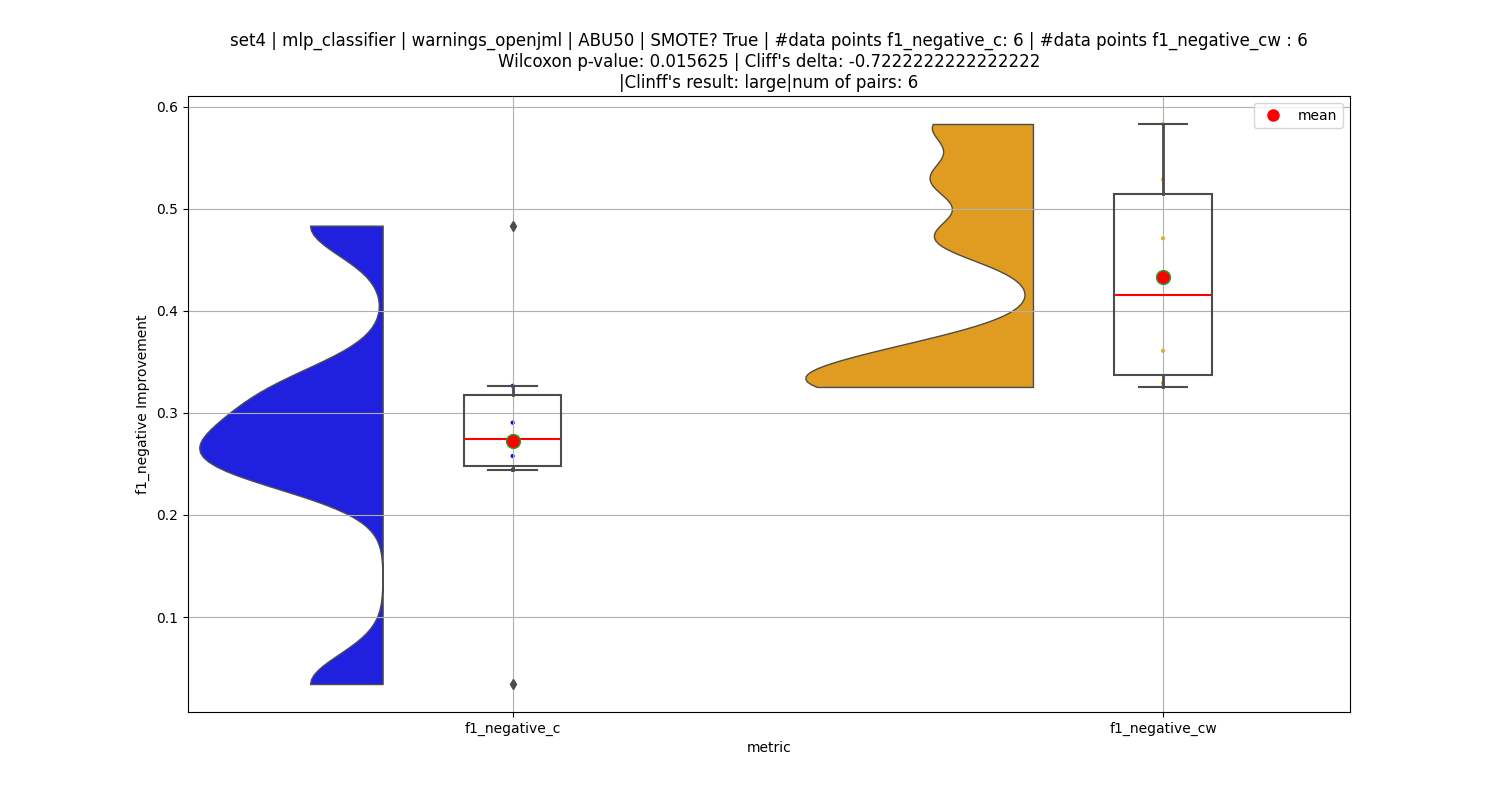 set4 | mlp_classifier | warnings_openjml | ABU50 | SMOTE? True | #data points f1_negative_c: 6 | #data points f1_negative_cw : 6
Wilcoxon p-value: 0.015625 | Cliff's delta: -0.7222222222222222
|Clinff's result: large|num of pairs: 6
mean
0.6
0.5
0.4
0.3
0.2
0.1
f1_negative Improvement
f1_negative_c
f1_negative_cw
metric